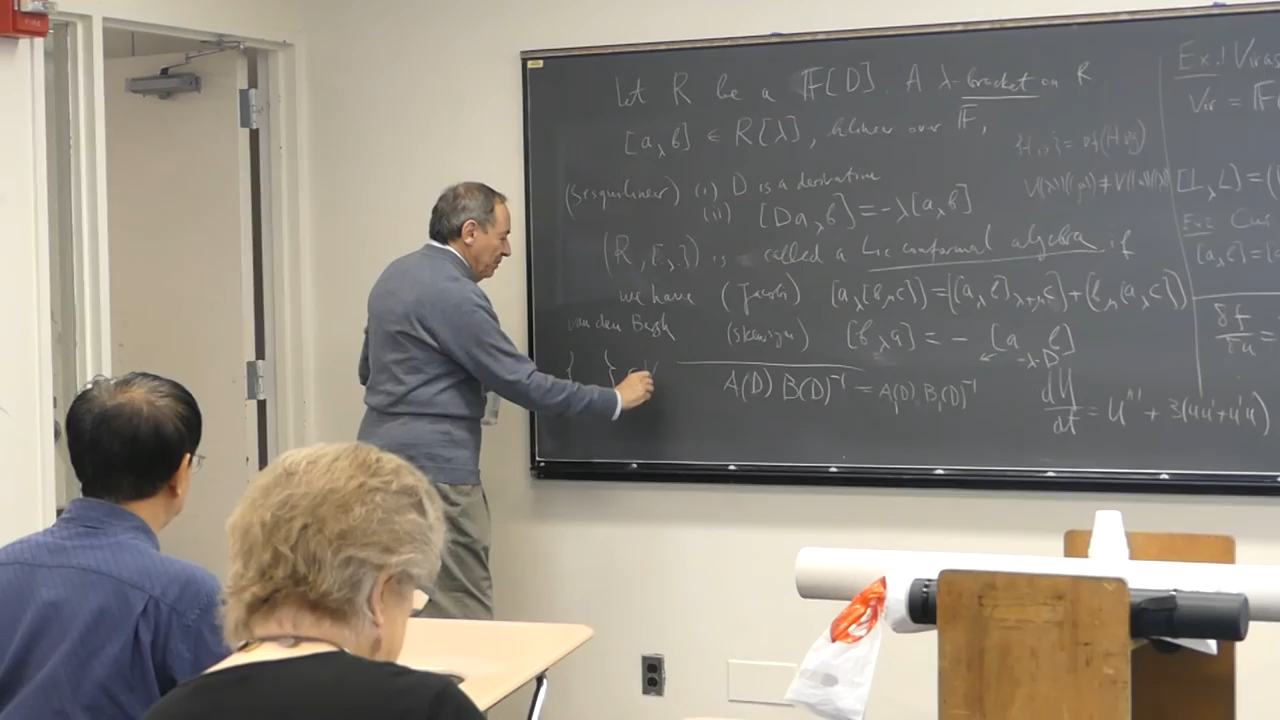 FIRE
Let R be a 𝔽[D]. A λ-bracket on R
[a_λ b] ∈ R[λ], bilinear over 𝔽,
(sesquilinear) (i) D is a derivative
(ii) [Da_λ b] = -λ[a_λ b]
(R, [.λ.]) is called a Lie conformal algebra if
we have (Jacobi) [a_λ[b_μ c]] = [[a_λ b]_{λ+μ} c] + [b_μ[a_λ c]]
van den Bergh (skewsym) [b_λ a] = - [a_{-λ-D} b]
←
{ }
A(D) B(D)^{-1} = A_1(D) B_1(D)^{-1}
dU/dt = u''' + 3(uu' + u'u)
Ex. 1 Viras
Vir = 𝔽[
[L_λ L] = (
Ex 2 Cur
[a_λ b] = [a
δf/δu =